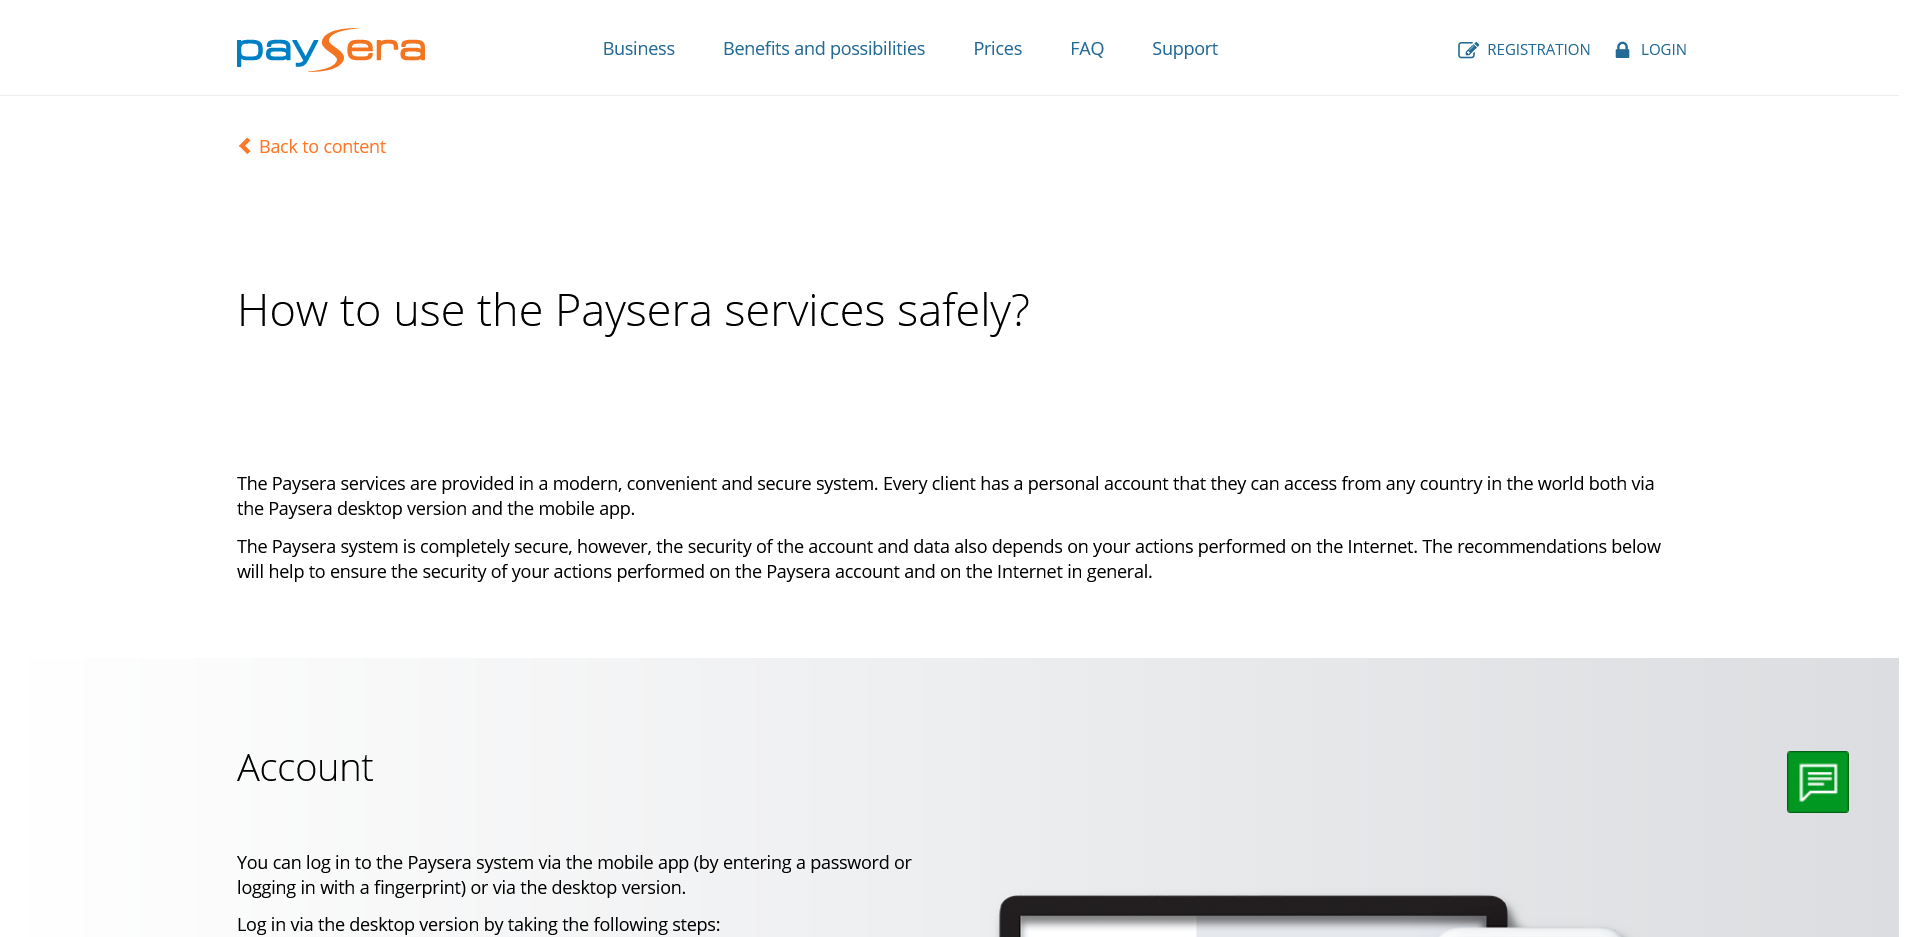 paysera
Business
Benefits and possibilities
Prices
FAQ
Support
REGISTRATION
LOGIN
Back to content
How to use the Paysera services safely?
The Paysera services are provided in a modern, convenient and secure system. Every client has a personal account that they can access from any country in the world both via
the Paysera desktop version and the mobile app.
The Paysera system is completely secure, however, the security of the account and data also depends on your actions performed on the Internet. The recommendations below
will help to ensure the security of your actions performed on the Paysera account and on the Internet in general.
Account
You can log in to the Paysera system via the mobile app (by entering a password or
logging in with a fingerprint) or via the desktop version.
Log in via the desktop version by taking the following steps: